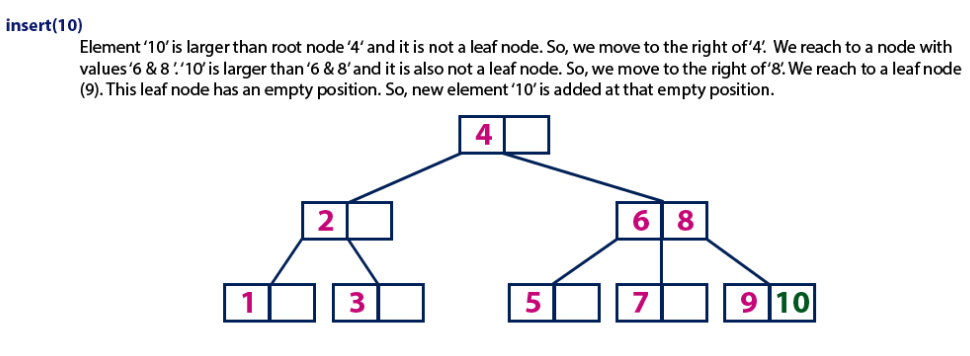 insert(10)
Element ‘10’ is larger than root node ‘4’ and it is not a leaf node. So, we move to the right of ‘4’. We reach to a node with
values ‘6 & 8 ’. ‘10’ is larger than ‘6 & 8’ and it is also not a leaf node. So, we move to the right of ‘8’. We reach to a leaf node
(9). This leaf node has an empty position. So, new element ‘10’ is added at that empty position.
4
2 6 8
1 3 5 7 9 10